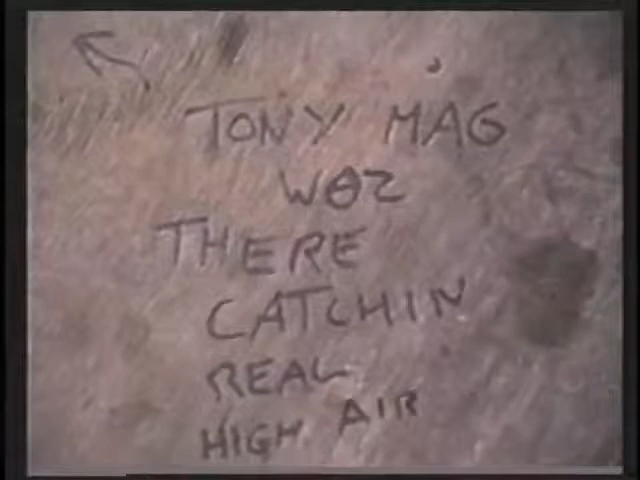 TONY MAG
WOZ
THERE
CATCHIN
REAL
HIGH AIR